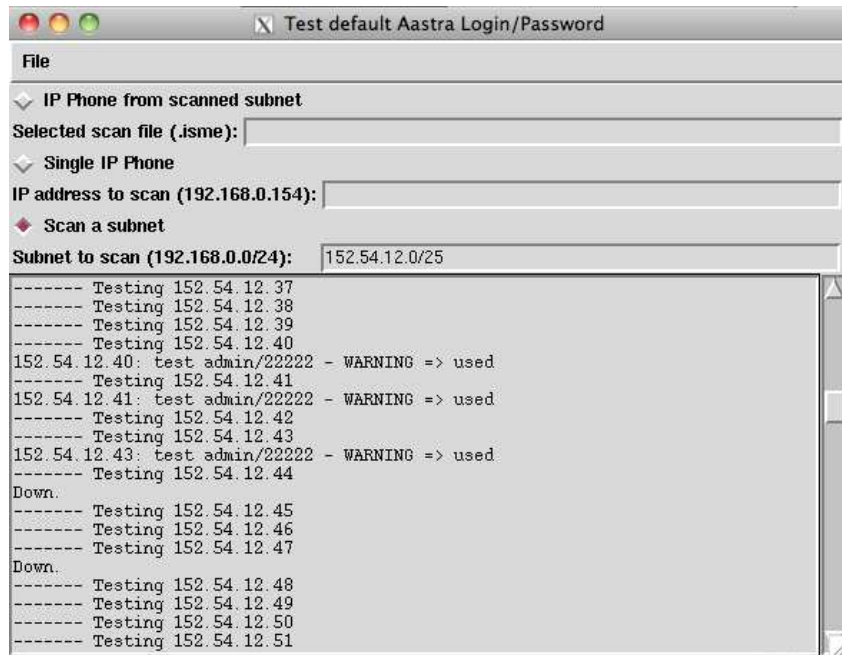 Test default Aastra Login/Password
File
IP Phone from scanned subnet
Selected scan file (.isme):
Single IP Phone
IP address to scan (192.168.0.154):
Scan a subnet
Subnet to scan (192.168.0.0/24): 152.54.12.0/25
------- Testing 152.54.12.37
------- Testing 152.54.12.38
------- Testing 152.54.12.39
------- Testing 152.54.12.40
152.54.12.40: test admin/22222 - WARNING => used
------- Testing 152.54.12.41
152.54.12.41: test admin/22222 - WARNING => used
------- Testing 152.54.12.42
------- Testing 152.54.12.43
152.54.12.43: test admin/22222 - WARNING => used
------- Testing 152.54.12.44
Down.
------- Testing 152.54.12.45
------- Testing 152.54.12.46
------- Testing 152.54.12.47
Down.
------- Testing 152.54.12.48
------- Testing 152.54.12.49
------- Testing 152.54.12.50
------- Testing 152.54.12.51